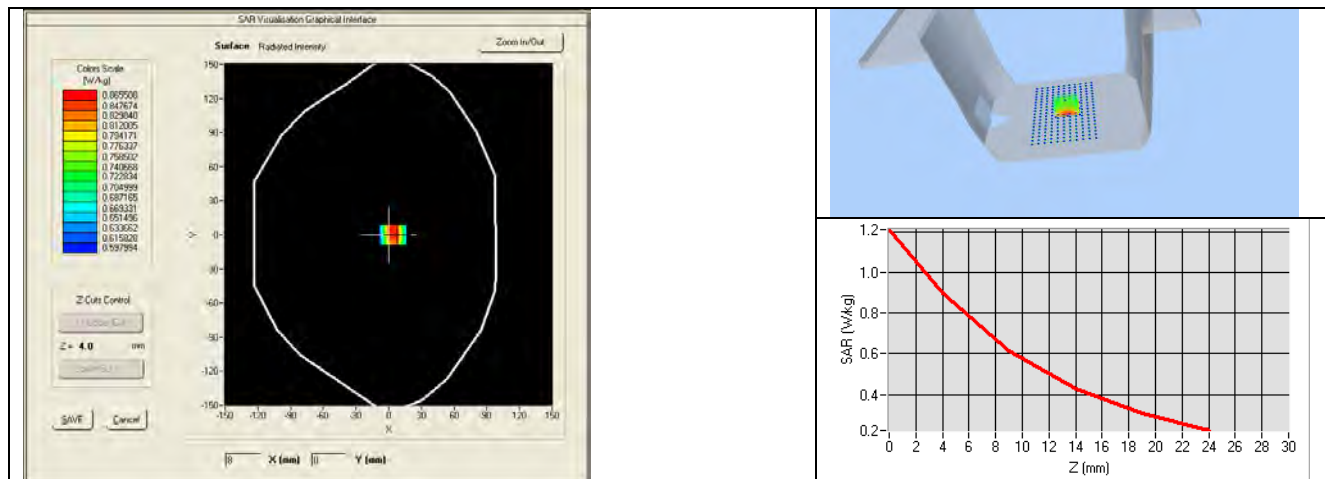 SAR Visualisation Graphical Interface
Surface Radiated Intensity
Zoom In/Out
Colors Scale
[W/kg]
0.865508
0.847674
0.829840
0.812005
0.794171
0.776337
0.758502
0.740668
0.722834
0.704999
0.687165
0.669331
0.651496
0.633662
0.615828
0.597994
150
120
90
60
30
0
-30
-60
-90
-120
-150
Y
-150 -120 -90 -60 -30 0 30 60 90 120 150
X
Z Cuts Control
Z = 4.0 mm
SAVE Cancel
8 X (mm) 0 Y (mm)
1.2
1.0
0.8
0.6
0.4
0.2
SAR (W/kg)
0 2 4 6 8 10 12 14 16 18 20 22 24 26 28 30
Z (mm)